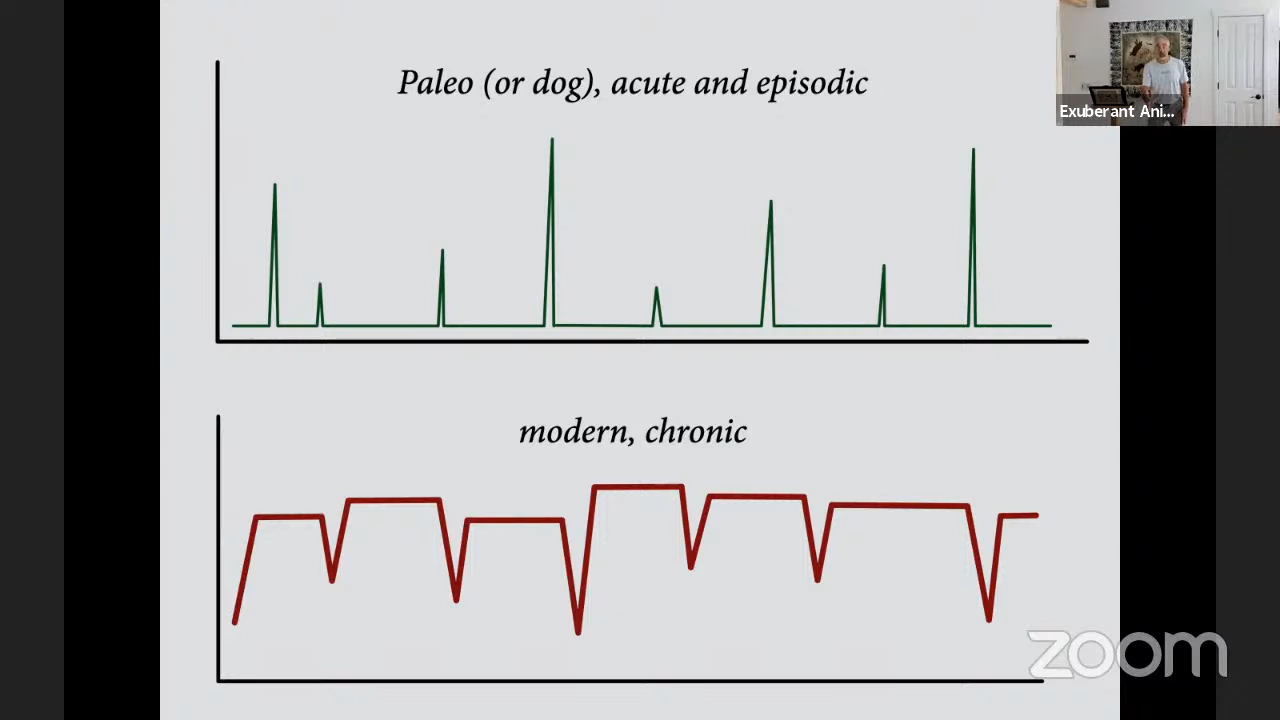 Paleo (or dog), acute and episodic
Exuberant Ani...
modern, chronic
zoom